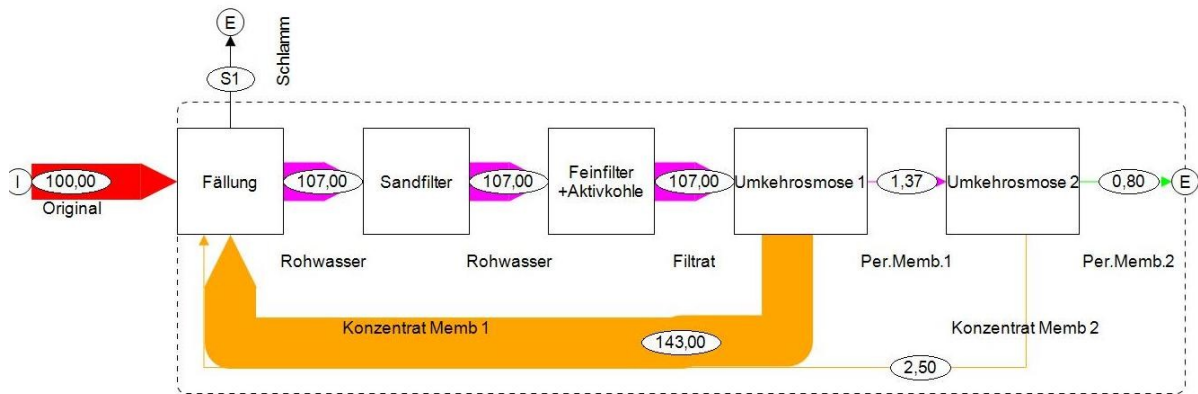 E
S1
Schlamm
I
100,00
Original
Fällung
107,00
Rohwasser
Sandfilter
107,00
Rohwasser
Feinfilter
+Aktivkohle
107,00
Filtrat
Umkehrosmose 1
1,37
Per.Memb.1
Umkehrosmose 2
0,80
E
Per.Memb.2
Konzentrat Memb 1
143,00
Konzentrat Memb 2
2,50